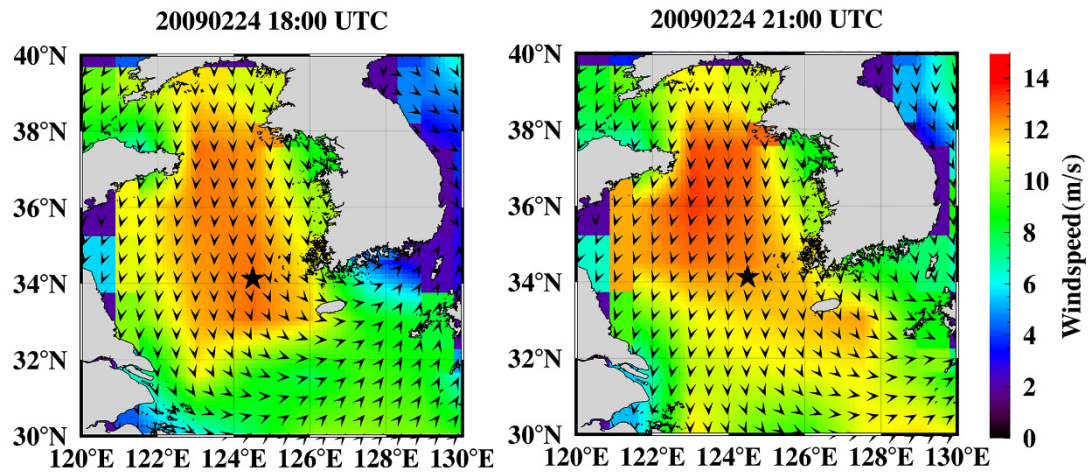 20090224 18:00 UTC
40°N
38°N
36°N
34°N
32°N
30°N
120°E 122°E 124°E 126°E 128°E 130°E
20090224 21:00 UTC
40°N
38°N
36°N
34°N
32°N
30°N
120°E 122°E 124°E 126°E 128°E 130°E
14
12
10
8
6
4
2
0
Windspeed(m/s)